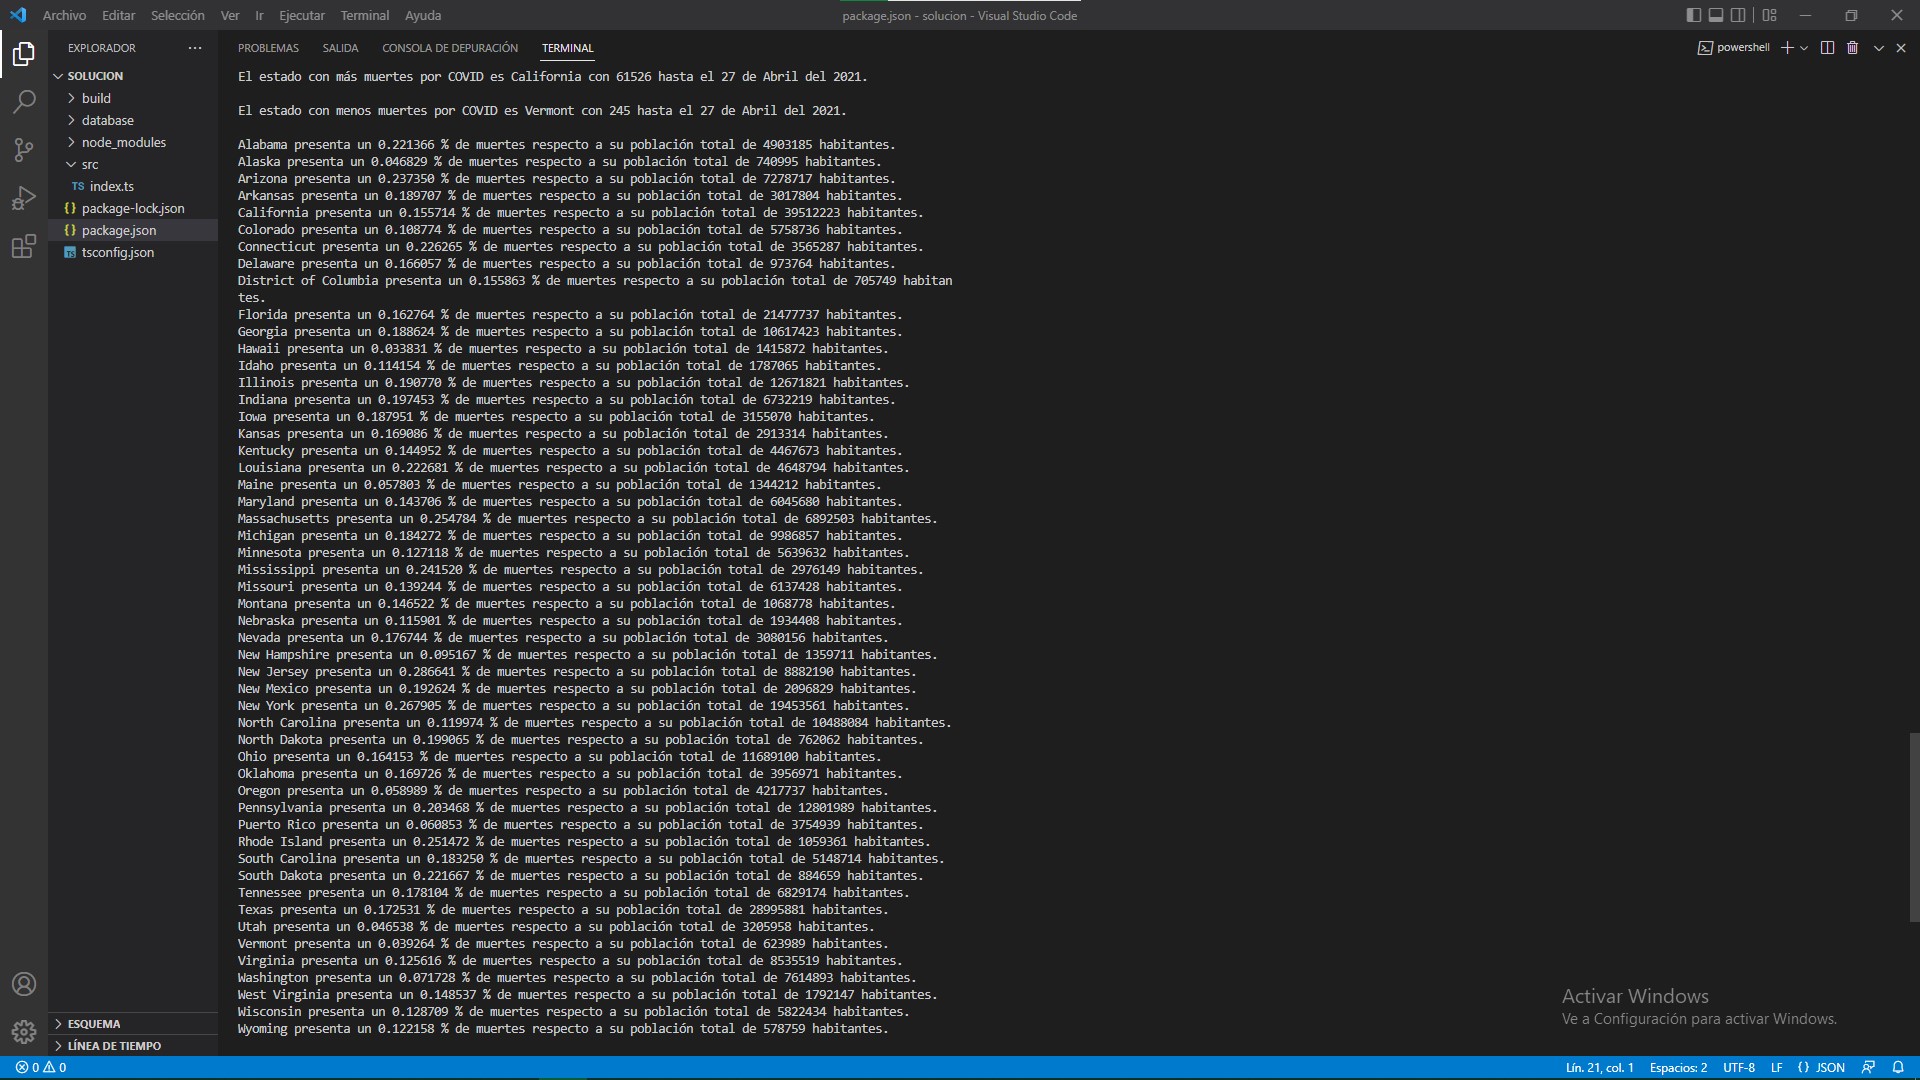 Archivo Editar Selección Ver Ir Ejecutar Terminal Ayuda
package.json - solucion - Visual Studio Code
EXPLORADOR
SOLUCION
build
database
node_modules
src
TS index.ts
{} package-lock.json
{} package.json
TS tsconfig.json
ESQUEMA
LÍNEA DE TIEMPO
PROBLEMAS SALIDA CONSOLA DE DEPURACIÓN TERMINAL
powershell
El estado con más muertes por COVID es California con 61526 hasta el 27 de Abril del 2021.
El estado con menos muertes por COVID es Vermont con 245 hasta el 27 de Abril del 2021.
Alabama presenta un 0.221366 % de muertes respecto a su población total de 4903185 habitantes.
Alaska presenta un 0.046829 % de muertes respecto a su población total de 740995 habitantes.
Arizona presenta un 0.237350 % de muertes respecto a su población total de 7278717 habitantes.
Arkansas presenta un 0.189707 % de muertes respecto a su población total de 3017804 habitantes.
California presenta un 0.155714 % de muertes respecto a su población total de 39512223 habitantes.
Colorado presenta un 0.108774 % de muertes respecto a su población total de 5758736 habitantes.
Connecticut presenta un 0.226265 % de muertes respecto a su población total de 3565287 habitantes.
Delaware presenta un 0.166057 % de muertes respecto a su población total de 973764 habitantes.
District of Columbia presenta un 0.155863 % de muertes respecto a su población total de 705749 habitan
tes.
Florida presenta un 0.162764 % de muertes respecto a su población total de 21477737 habitantes.
Georgia presenta un 0.188624 % de muertes respecto a su población total de 10617423 habitantes.
Hawaii presenta un 0.033831 % de muertes respecto a su población total de 1415872 habitantes.
Idaho presenta un 0.114154 % de muertes respecto a su población total de 1787065 habitantes.
Illinois presenta un 0.190770 % de muertes respecto a su población total de 12671821 habitantes.
Indiana presenta un 0.197453 % de muertes respecto a su población total de 6732219 habitantes.
Iowa presenta un 0.187951 % de muertes respecto a su población total de 3155070 habitantes.
Kansas presenta un 0.169086 % de muertes respecto a su población total de 2913314 habitantes.
Kentucky presenta un 0.144952 % de muertes respecto a su población total de 4467673 habitantes.
Louisiana presenta un 0.222681 % de muertes respecto a su población total de 4648794 habitantes.
Maine presenta un 0.057803 % de muertes respecto a su población total de 1344212 habitantes.
Maryland presenta un 0.143706 % de muertes respecto a su población total de 6045680 habitantes.
Massachusetts presenta un 0.254784 % de muertes respecto a su población total de 6892503 habitantes.
Michigan presenta un 0.184272 % de muertes respecto a su población total de 9986857 habitantes.
Minnesota presenta un 0.127118 % de muertes respecto a su población total de 5639632 habitantes.
Mississippi presenta un 0.241520 % de muertes respecto a su población total de 2976149 habitantes.
Missouri presenta un 0.139244 % de muertes respecto a su población total de 6137428 habitantes.
Montana presenta un 0.146522 % de muertes respecto a su población total de 1068778 habitantes.
Nebraska presenta un 0.115901 % de muertes respecto a su población total de 1934408 habitantes.
Nevada presenta un 0.176744 % de muertes respecto a su población total de 3080156 habitantes.
New Hampshire presenta un 0.095167 % de muertes respecto a su población total de 1359711 habitantes.
New Jersey presenta un 0.286641 % de muertes respecto a su población total de 8882190 habitantes.
New Mexico presenta un 0.192624 % de muertes respecto a su población total de 2096829 habitantes.
New York presenta un 0.267905 % de muertes respecto a su población total de 19453561 habitantes.
North Carolina presenta un 0.119974 % de muertes respecto a su población total de 10488084 habitantes.
North Dakota presenta un 0.199065 % de muertes respecto a su población total de 762062 habitantes.
Ohio presenta un 0.164153 % de muertes respecto a su población total de 11689100 habitantes.
Oklahoma presenta un 0.169726 % de muertes respecto a su población total de 3956971 habitantes.
Oregon presenta un 0.058989 % de muertes respecto a su población total de 4217737 habitantes.
Pennsylvania presenta un 0.203468 % de muertes respecto a su población total de 12801989 habitantes.
Puerto Rico presenta un 0.060853 % de muertes respecto a su población total de 3754939 habitantes.
Rhode Island presenta un 0.251472 % de muertes respecto a su población total de 1059361 habitantes.
South Carolina presenta un 0.183250 % de muertes respecto a su población total de 5148714 habitantes.
South Dakota presenta un 0.221667 % de muertes respecto a su población total de 884659 habitantes.
Tennessee presenta un 0.178104 % de muertes respecto a su población total de 6829174 habitantes.
Texas presenta un 0.172531 % de muertes respecto a su población total de 28995881 habitantes.
Utah presenta un 0.046538 % de muertes respecto a su población total de 3205958 habitantes.
Vermont presenta un 0.039264 % de muertes respecto a su población total de 623989 habitantes.
Virginia presenta un 0.125616 % de muertes respecto a su población total de 8535519 habitantes.
Washington presenta un 0.071728 % de muertes respecto a su población total de 7614893 habitantes.
West Virginia presenta un 0.148537 % de muertes respecto a su población total de 1792147 habitantes.
Wisconsin presenta un 0.128709 % de muertes respecto a su población total de 5822434 habitantes.
Wyoming presenta un 0.122158 % de muertes respecto a su población total de 578759 habitantes.
Activar Windows
Ve a Configuración para activar Windows.
0 0
Lín. 21, col. 1 Espacios: 2 UTF-8 LF {} JSON